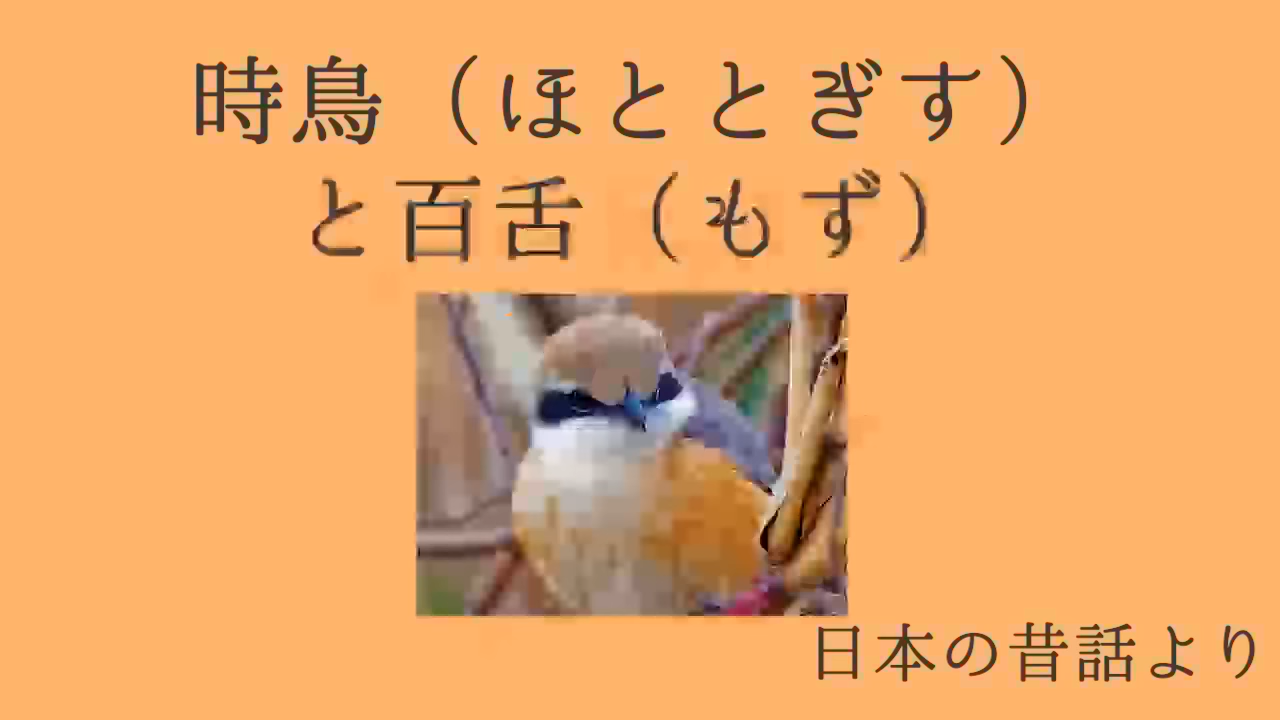 時鳥（ほととぎす）
と百舌（もず）
日本の昔話より